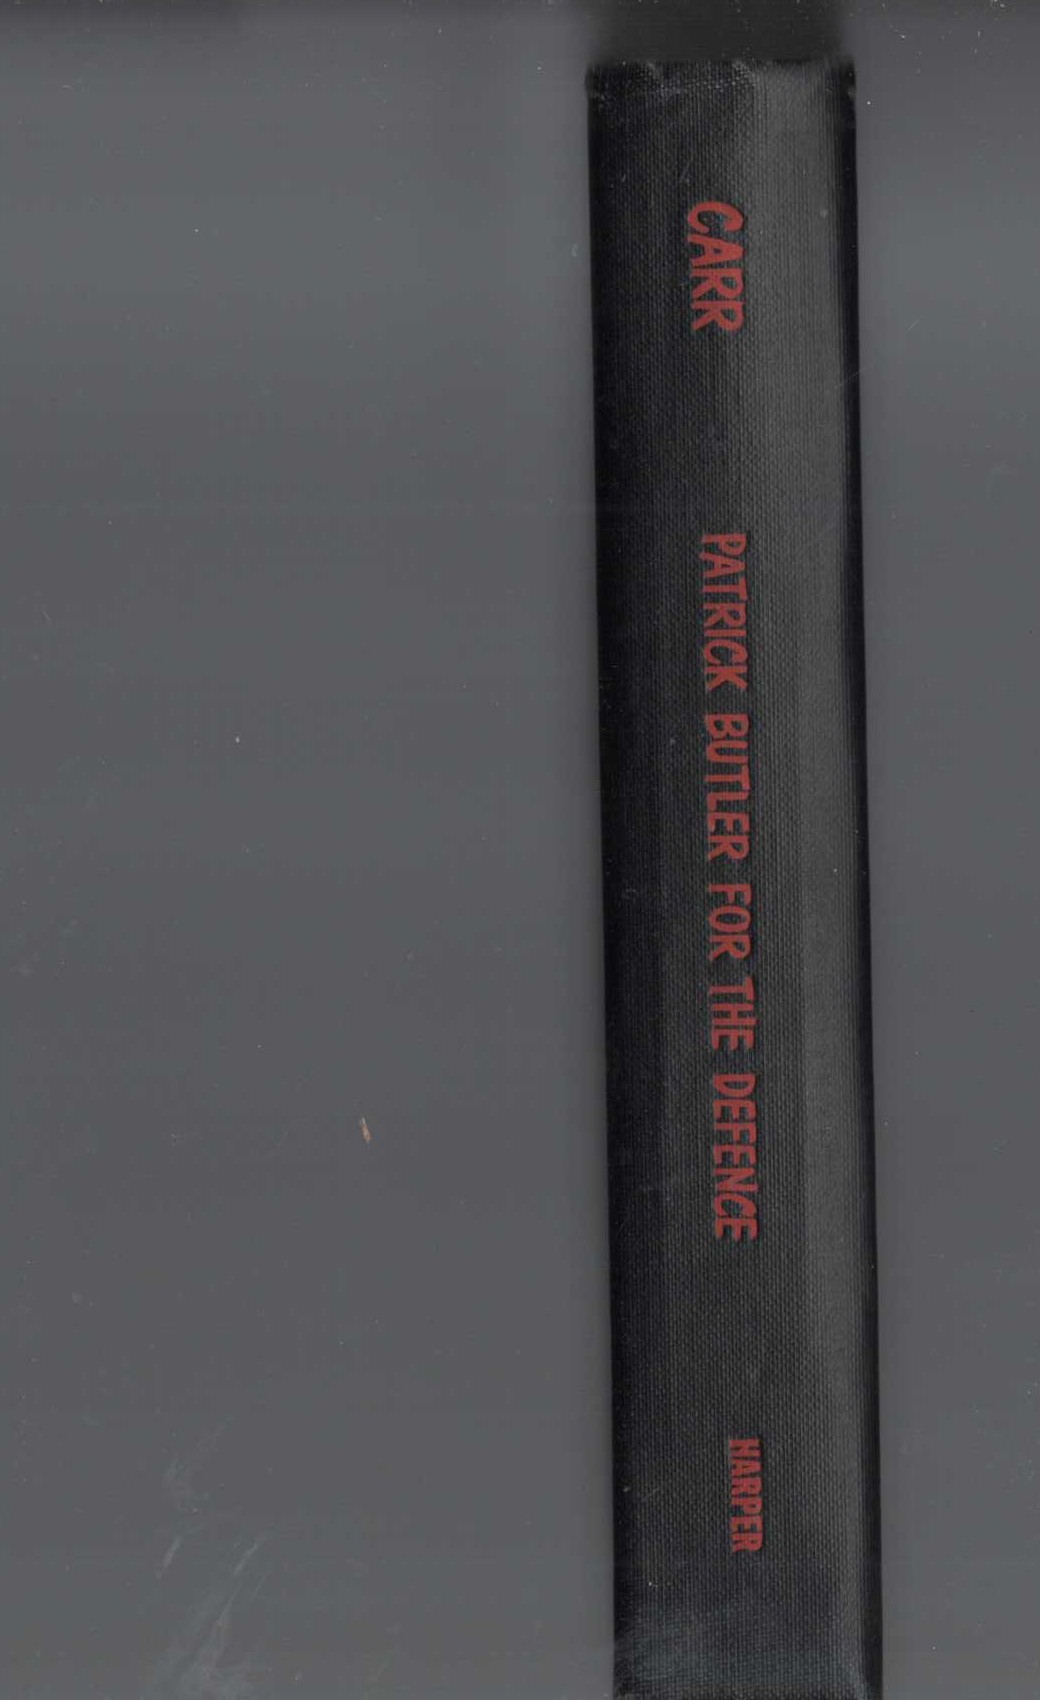 CARR
PATRICK BUTLER FOR THE DEFENCE
HARPER